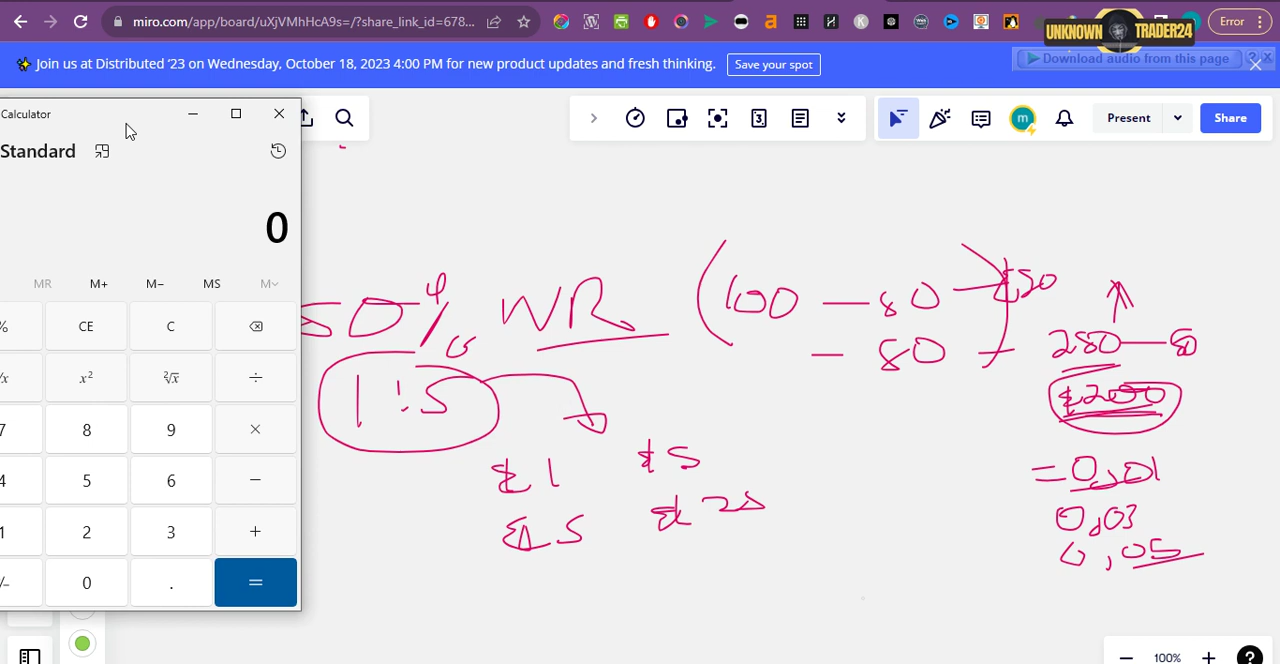 miro.com/app/board/uXjVMhHcA9s=/?share_link_id=678...
Error
UNKNOWN TRADER24
Join us at Distributed '23 on Wednesday, October 18, 2023 4:00 PM for new product updates and fresh thinking.
Save your spot
Download audio from this page
Calculator
Present
Share
Standard
0
MR M+ M− MS M˅
% CE C
x² ²√x ÷
7 8 9 ×
4 5 6 −
1 2 3 +
0 . =
50% WR
(100 — 80)
— 80
280 — 80
1:5
£200
£1 £5
£5
= 0,01
0,03
0,05
100%